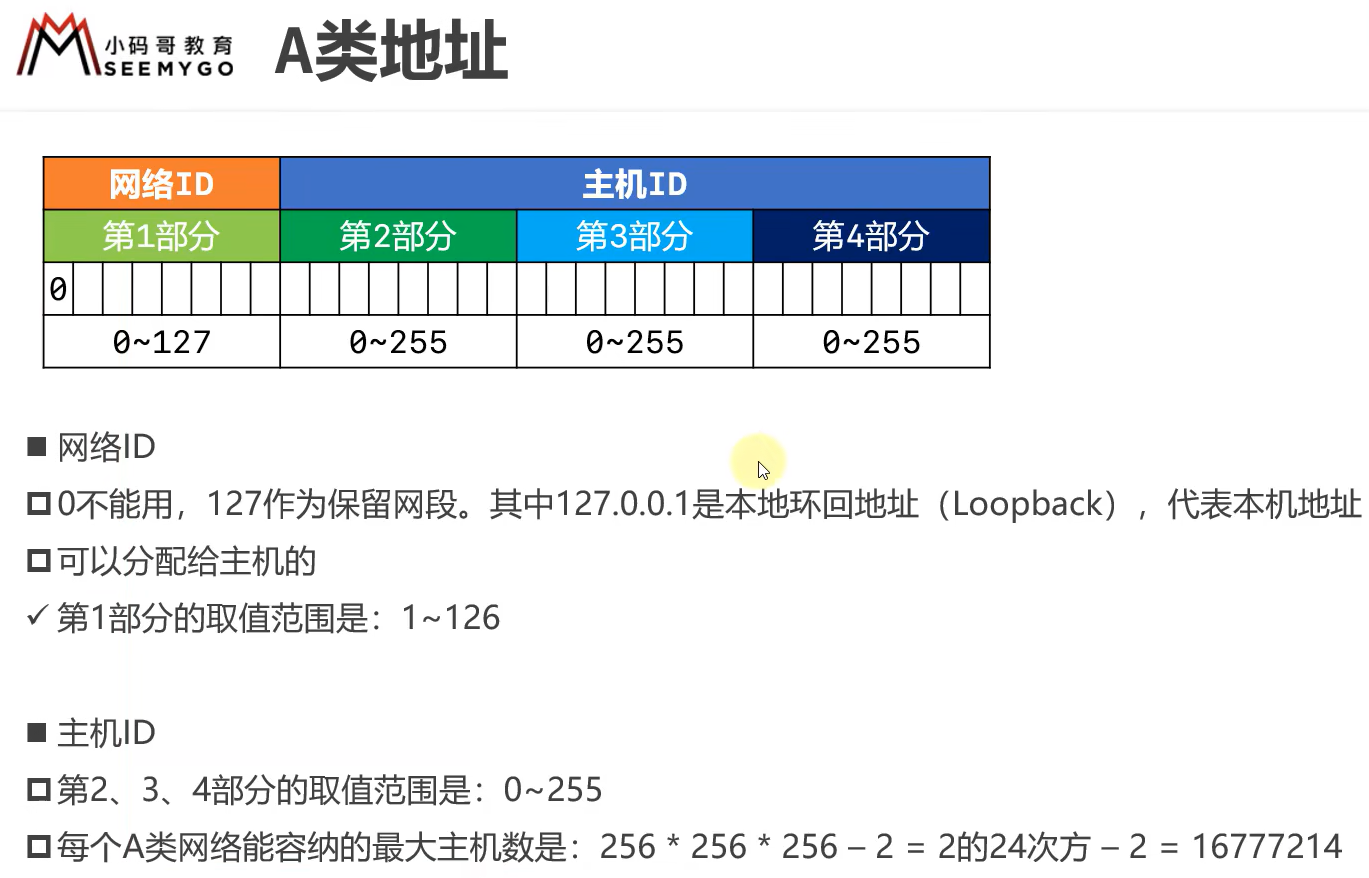 小码哥教育
SEEMYGO
A类地址
网络ID 主机ID
第1部分 第2部分 第3部分 第4部分
0
0~127 0~255 0~255 0~255
■ 网络ID
0不能用，127作为保留网段。其中127.0.0.1是本地环回地址（Loopback），代表本机地址
可以分配给主机的
✓ 第1部分的取值范围是：1~126
■ 主机ID
第2、3、4部分的取值范围是：0~255
每个A类网络能容纳的最大主机数是：256 * 256 * 256 – 2 = 2的24次方 – 2 = 16777214